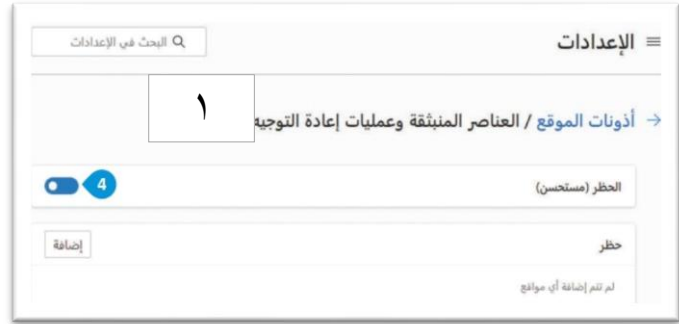 الإعدادات
البحث في الإعدادات
١
أذونات الموقع / العناصر المنبثقة وعمليات إعادة التوجيه
الحظر (مستحسن)
4
حظر
إضافة
لم تتم إضافة أي مواقع